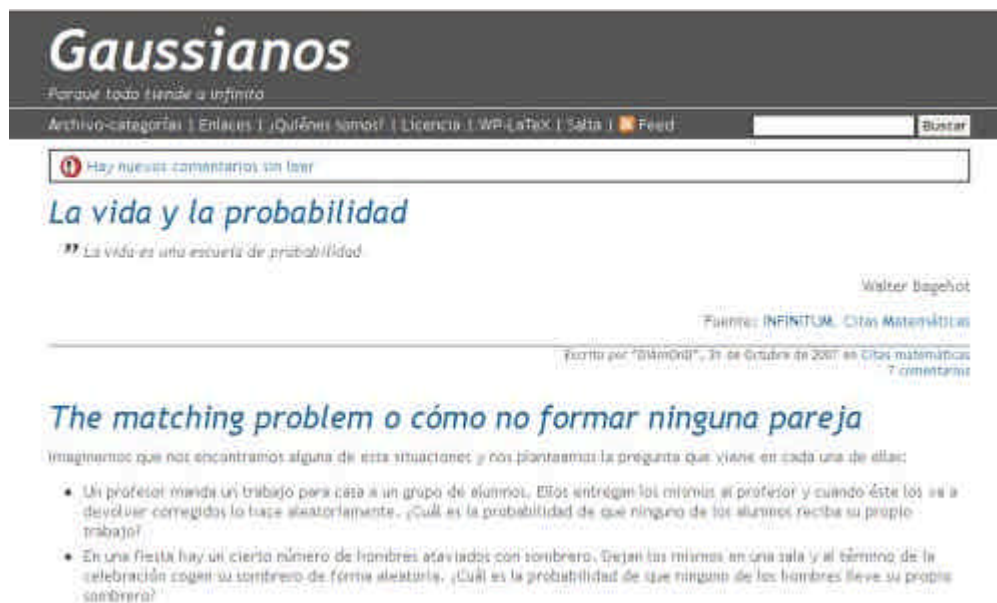 Gaussianos
Porque todo tiende a infinito
Archivo-categorías | Enlaces | ¿Quiénes somos? | Licencia | WP-LaTeX | Salta | Feed Buscar
Hay nuevos comentarios sin leer
La vida y la probabilidad
" La vida es una escuela de probabilidad
Walter Bagehot
Fuente: INFINITUM. Citas Matemáticas
Escrito por "^DiAmOnD^", 31 de Octubre de 2007 en Citas matemáticas
7 comentarios
The matching problem o cómo no formar ninguna pareja
Imaginemos que nos encontramos alguna de esta situaciones y nos planteamos la pregunta que viene en cada una de ellas:
• Un profesor manda un trabajo para casa a un grupo de alumnos. Ellos entregan los mismos al profesor y cuando éste los va a
devolver corregidos lo hace aleatoriamente. ¿Cuál es la probabilidad de que ninguno de los alumnos reciba su propio
trabajo?
• En una fiesta hay un cierto número de hombres ataviados con sombrero. Dejan los mismos en una sala y al término de la
celebración cogen su sombrero de forma aleatoria. ¿Cuál es la probabilidad de que ninguno de los hombres lleve su propio
sombrero?